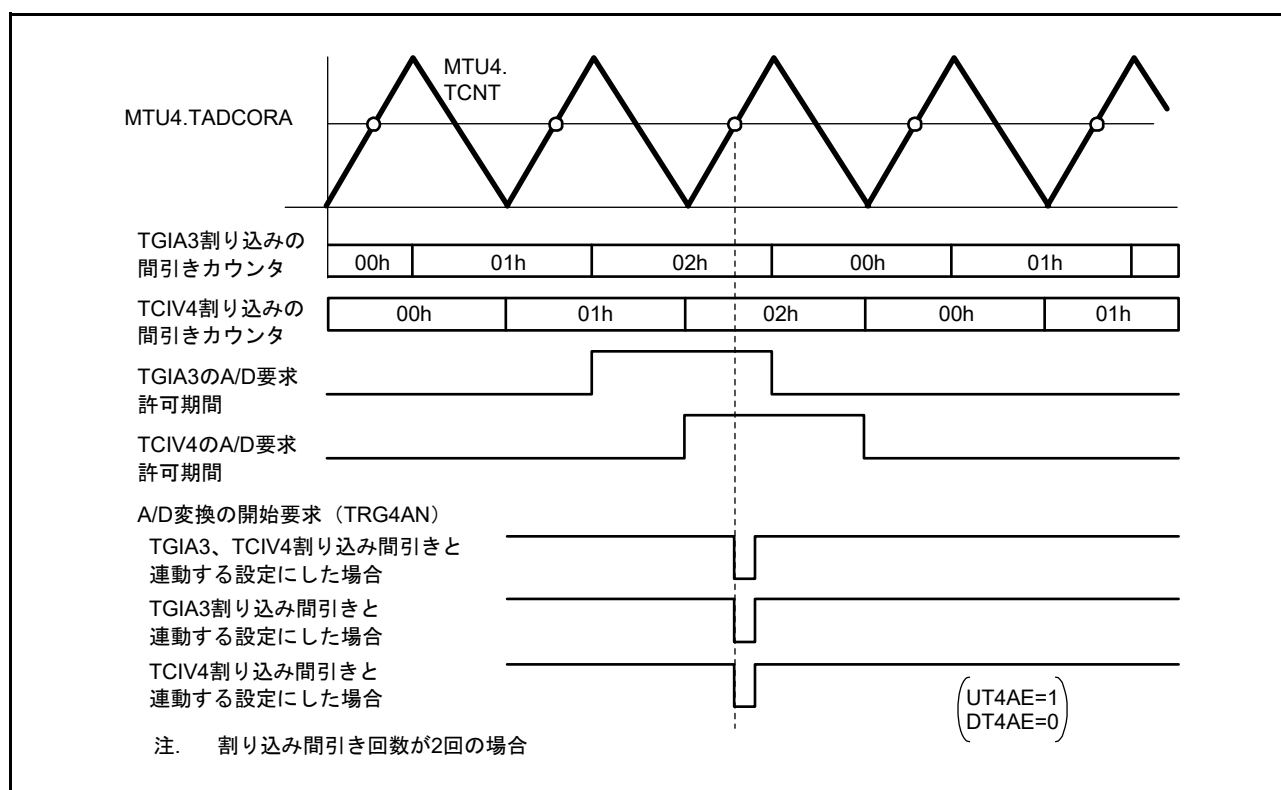 MTU4.
TCNT
MTU4.TADCORA
TGIA3割り込みの
間引きカウンタ
00h
01h
02h
00h
01h
TCIV4割り込みの
間引きカウンタ
00h
01h
02h
00h
01h
TGIA3のA/D要求
許可期間
TCIV4のA/D要求
許可期間
A/D変換の開始要求（TRG4AN）
TGIA3、TCIV4割り込み間引きと
連動する設定にした場合
TGIA3割り込み間引きと
連動する設定にした場合
TCIV4割り込み間引きと
連動する設定にした場合
UT4AE=1
DT4AE=0
注. 割り込み間引き回数が2回の場合